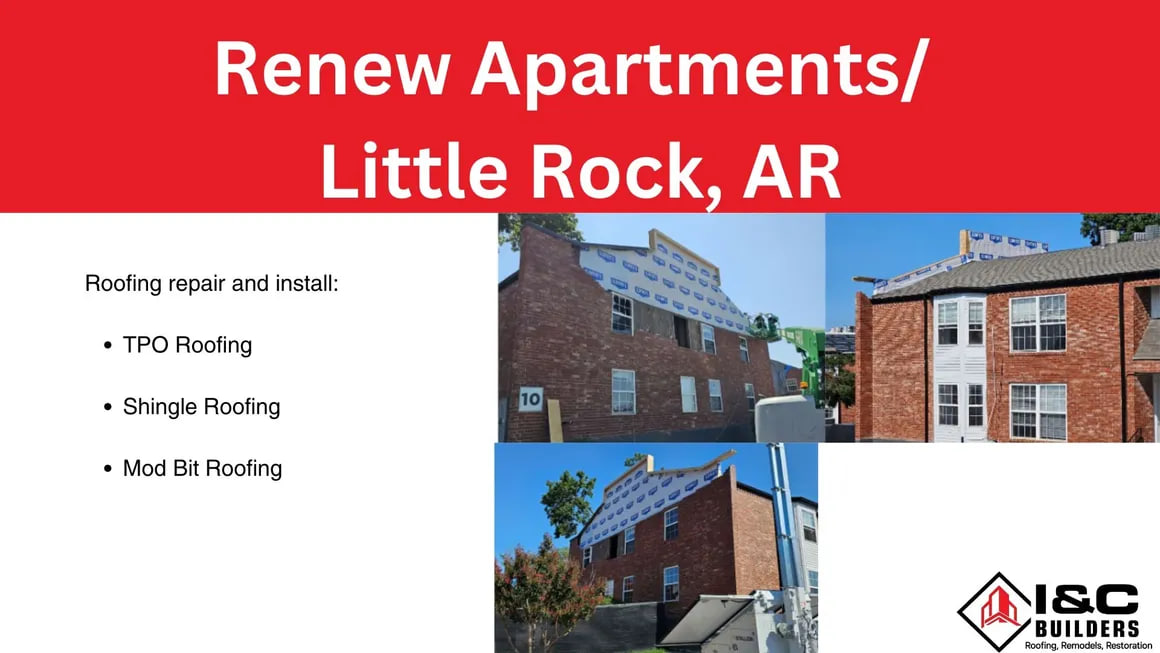 Renew Apartments/
Little Rock, AR
Roofing repair and install:
• TPO Roofing
• Shingle Roofing
• Mod Bit Roofing
10
I&C
BUILDERS
Roofing, Remodels, Restoration